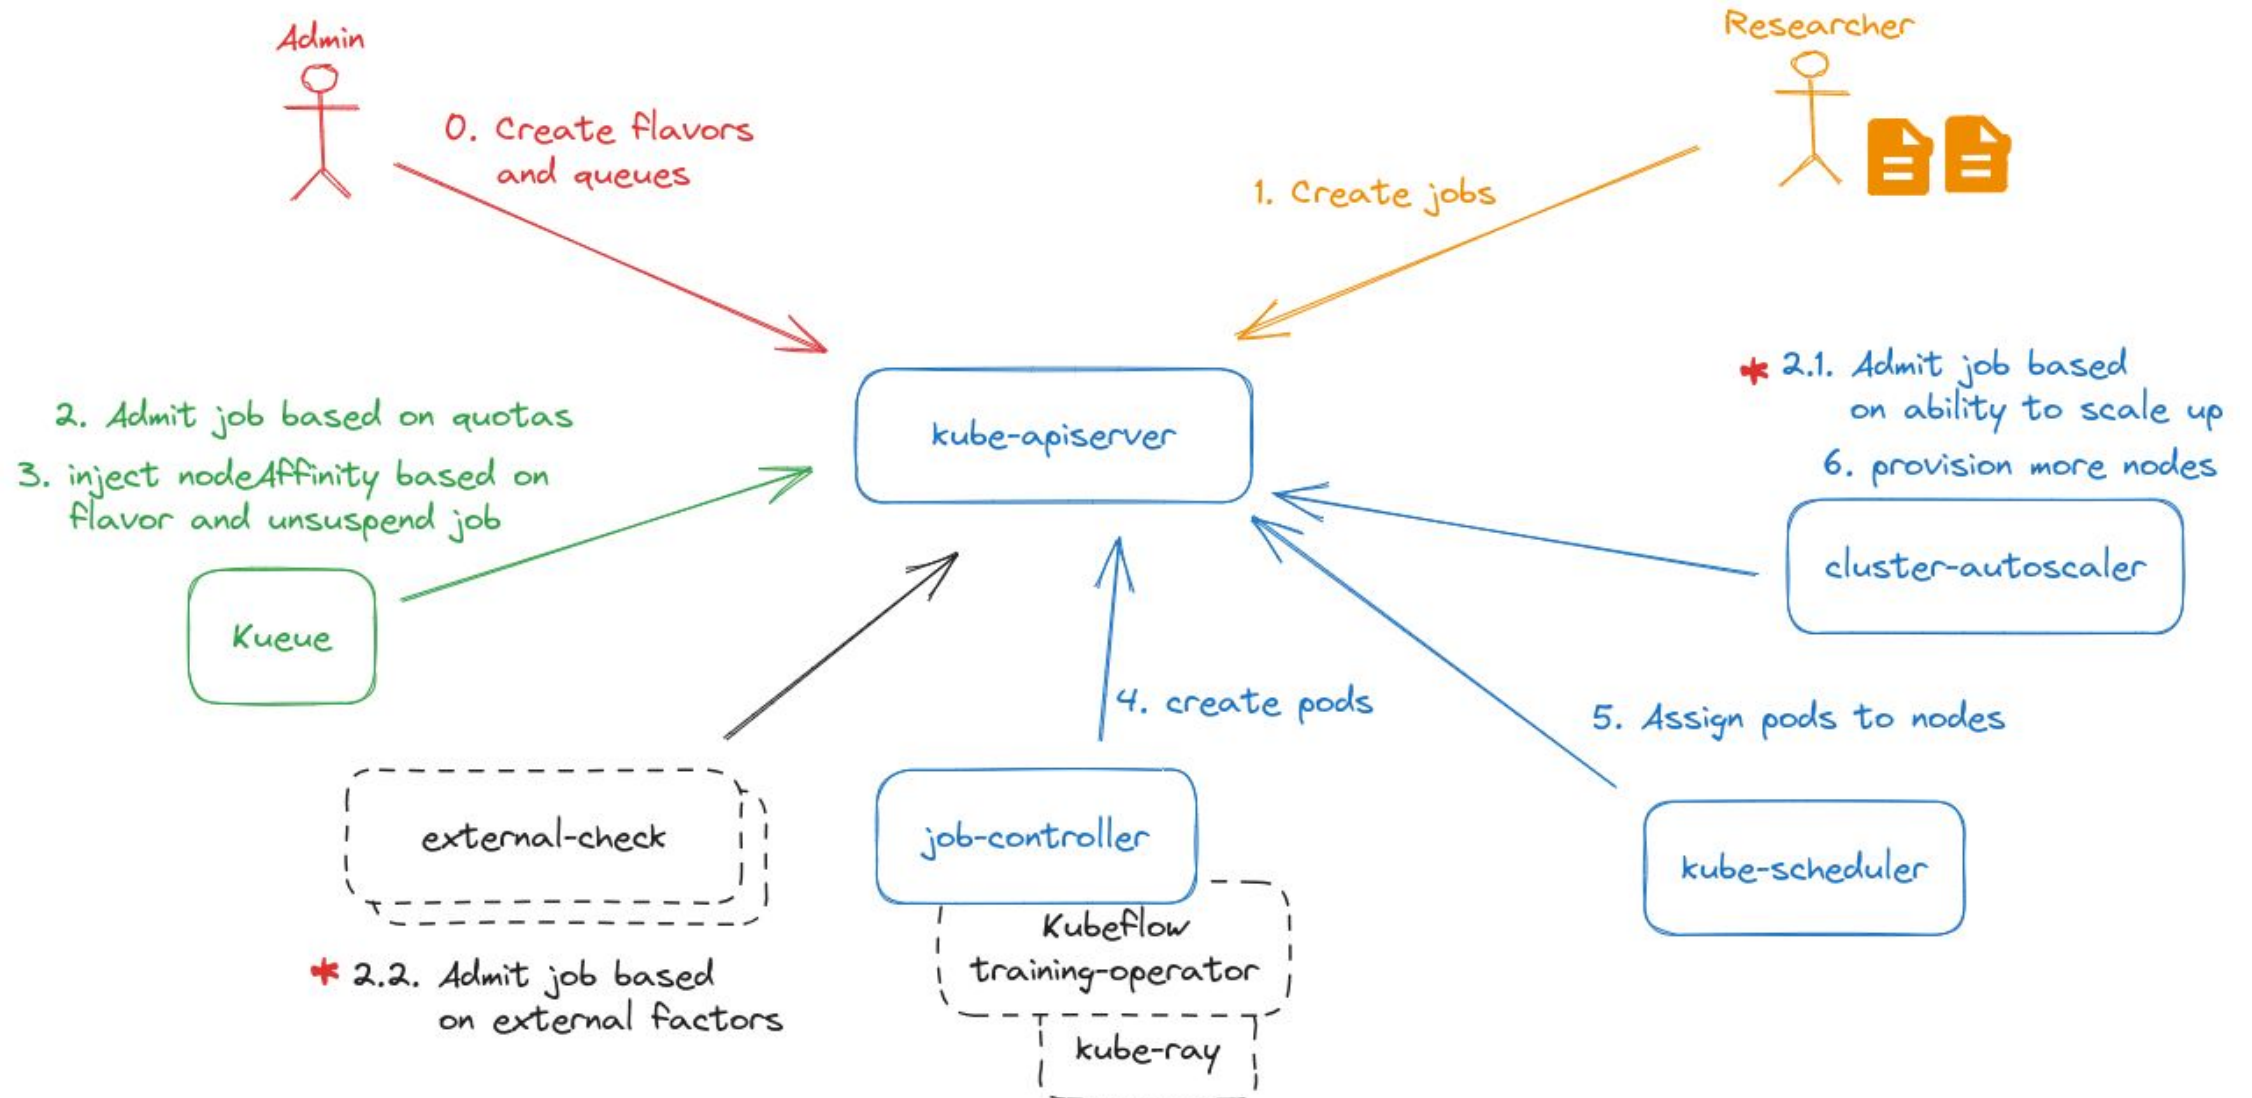 Admin
Researcher
0. Create flavors
and queues
1. Create jobs
kube-apiserver
* 2.1. Admit job based
on ability to scale up
6. provision more nodes
cluster-autoscaler
2. Admit job based on quotas
3. inject nodeAffinity based on
flavor and unsuspend job
Kueue
4. create pods
5. Assign pods to nodes
external-check
* 2.2. Admit job based
on external factors
job-controller
Kubeflow
training-operator
kube-ray
kube-scheduler